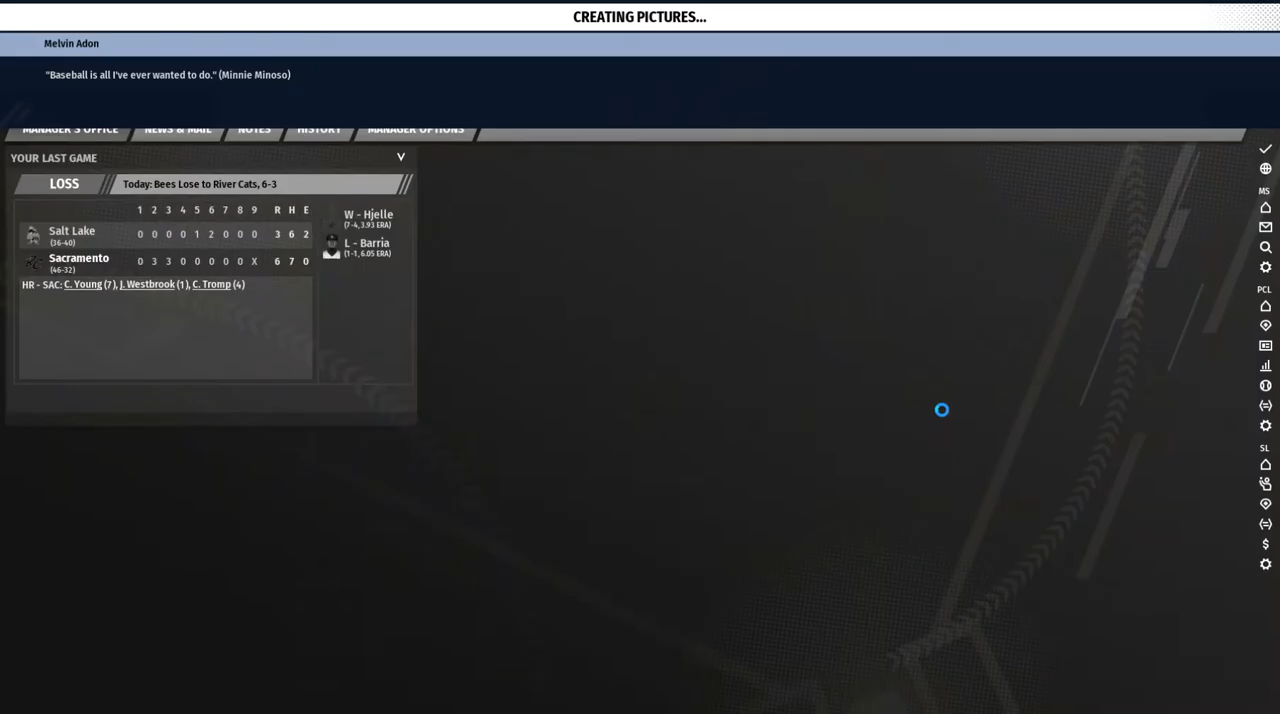 CREATING PICTURES...
Melvin Adon
"Baseball is all I've ever wanted to do." (Minnie Minoso)
MANAGER'S OFFICE NEWS & MAIL NOTES HISTORY MANAGER OPTIONS
YOUR LAST GAME
LOSS Today: Bees Lose to River Cats, 6-3
1 2 3 4 5 6 7 8 9 R H E
Salt Lake 0 0 0 0 1 2 0 0 0 3 6 2
(36-40)
Sacramento 0 3 3 0 0 0 0 0 X 6 7 0
(46-32)
W - Hjelle
(7-4, 3.93 ERA)
L - Barria
(1-1, 6.05 ERA)
HR - SAC: C. Young (7), J. Westbrook (1), C. Tromp (4)
MS
PCL
SL
$